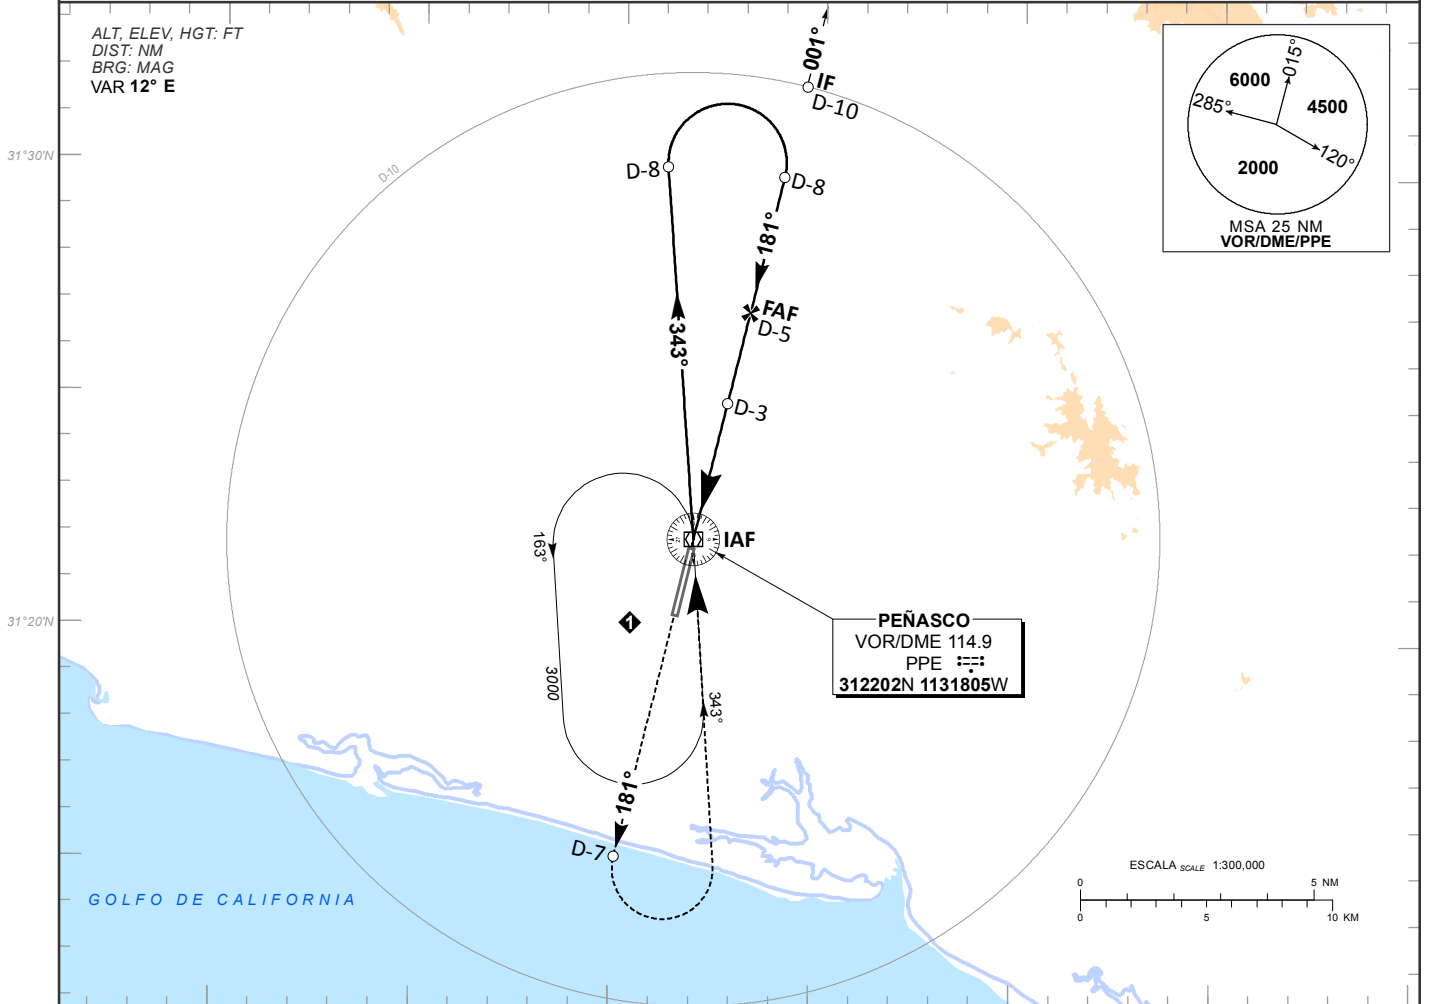 ALT, ELEV, HGT: FT
DIST: NM
BRG: MAG
VAR 12° E
001°
IF
D-10
6000
015°
4500
285°
120°
2000
MSA 25 NM
VOR/DME/PPE
31°30'N
D-10
D-8
D-8
181°
FAF
D-5
343°
D-3
IAF
163°
1
31°20'N
PEÑASCO
VOR/DME 114.9
PPE
312202N 1131805W
3000
343°
181°
D-7
GOLFO DE CALIFORNIA
ESCALA SCALE 1:300,000
0 5 NM
0 5 10 KM